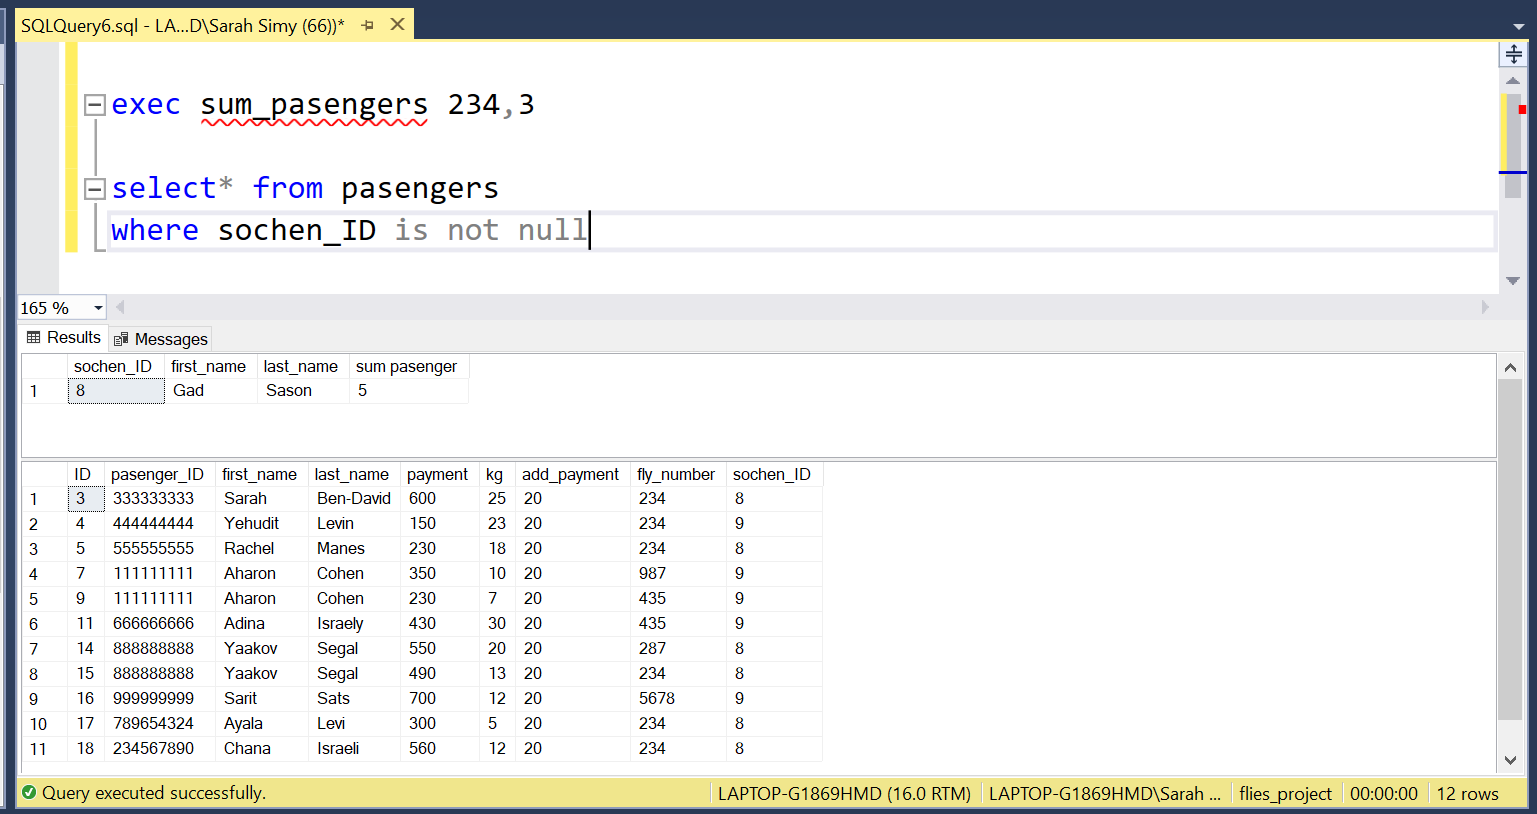 SQLQuery6.sql - LA...D\Sarah Simy (66))*
exec sum_pasengers 234,3
select* from pasengers
where sochen_ID is not null
165 %
Results Messages
sochen_ID first_name last_name sum pasenger
1 8 Gad Sason 5
ID pasenger_ID first_name last_name payment kg add_payment fly_number sochen_ID
1 3 333333333 Sarah Ben-David 600 25 20 234 8
2 4 444444444 Yehudit Levin 150 23 20 234 9
3 5 555555555 Rachel Manes 230 18 20 234 8
4 7 111111111 Aharon Cohen 350 10 20 987 9
5 9 111111111 Aharon Cohen 230 7 20 435 9
6 11 666666666 Adina Israely 430 30 20 435 9
7 14 888888888 Yaakov Segal 550 20 20 287 8
8 15 888888888 Yaakov Segal 490 13 20 234 8
9 16 999999999 Sarit Sats 700 12 20 5678 9
10 17 789654324 Ayala Levi 300 5 20 234 8
11 18 234567890 Chana Israeli 560 12 20 234 8
Query executed successfully. LAPTOP-G1869HMD (16.0 RTM) LAPTOP-G1869HMD\Sarah ... flies_project 00:00:00 12 rows